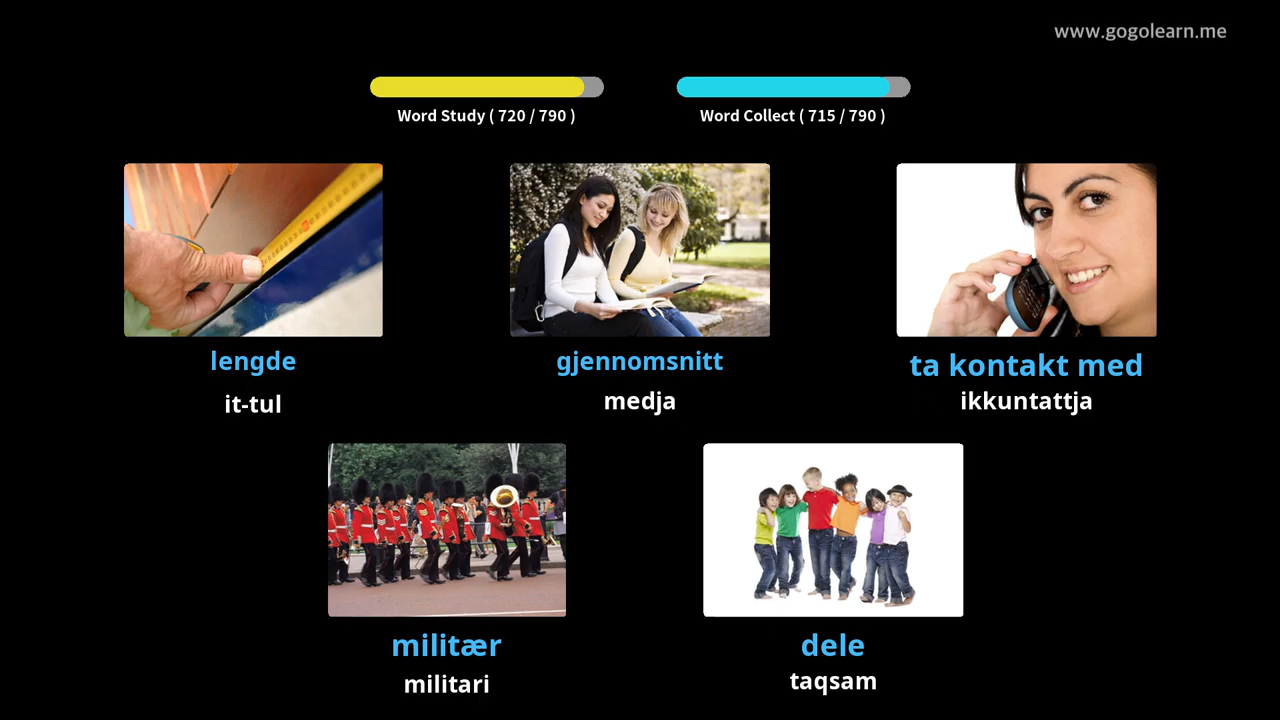 www.gogolearn.me
Word Study ( 720 / 790 )
Word Collect ( 715 / 790 )
lengde
it-tul
gjennomsnitt
medja
ta kontakt med
ikkuntattja
militær
militari
dele
taqsam